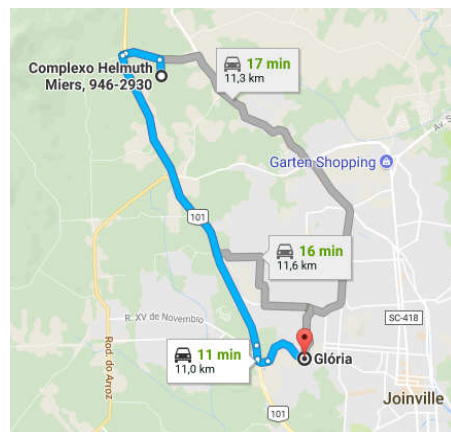 Complexo Helmuth
Miers, 946-2930
17 min
11,3 km
Av. S
Garten Shopping
101
16 min
11,6 km
R. XV de Novembro
SC-418
Rod. do Arroz
11 min
11,0 km
Glória
Joinville
101